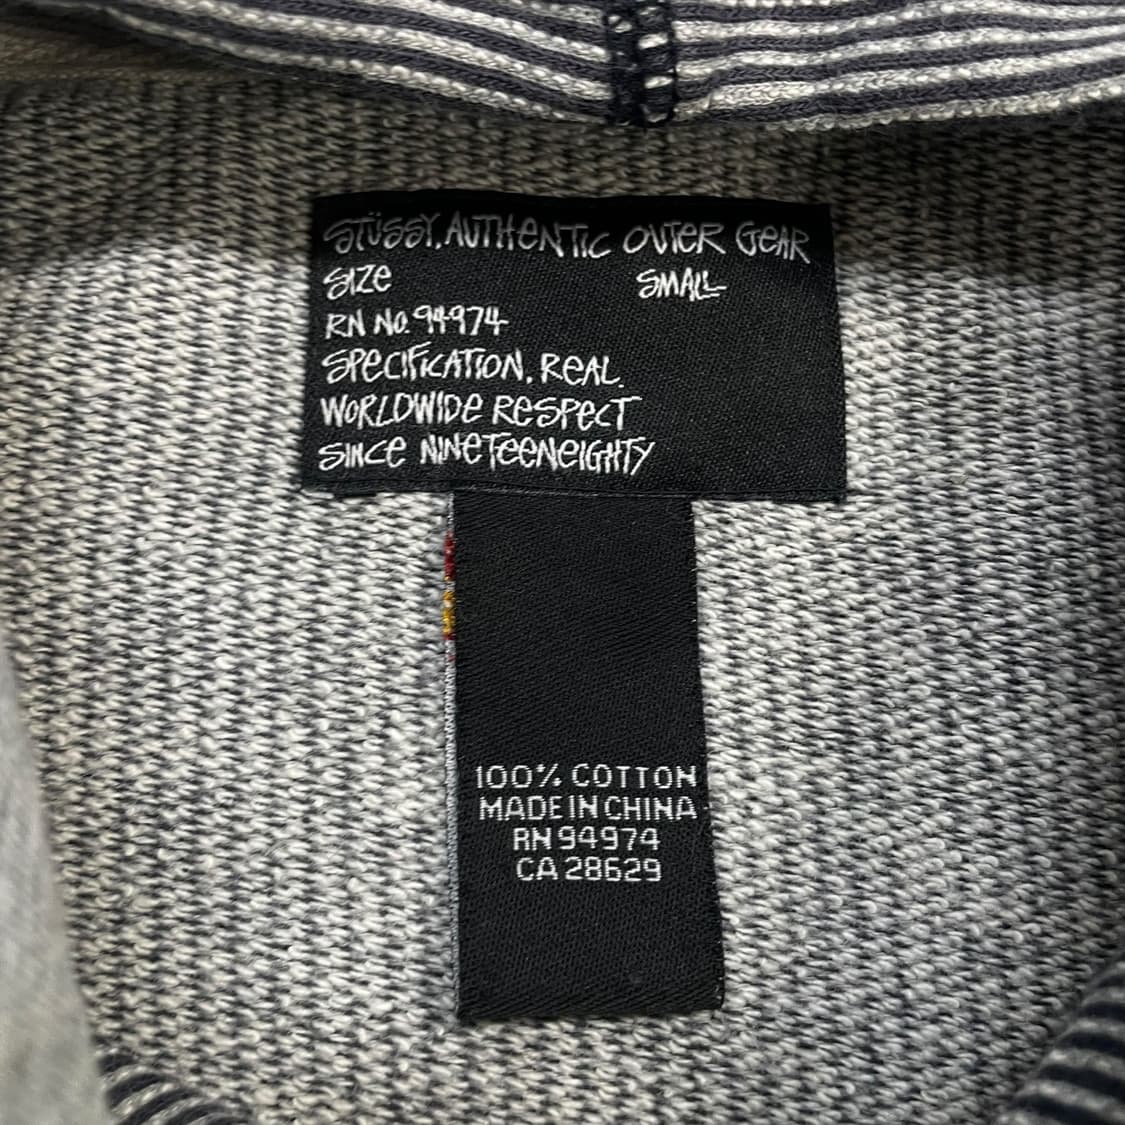 STÜSSY. AUTHENTIC OUTER GEAR
SIZE SMALL
RN NO. 94974
SPECIFICATION. REAL.
WORLDWIDE RESPECT
SINCE NINETEENEIGHTY
100% COTTON
MADE IN CHINA
RN 94974
CA 28629